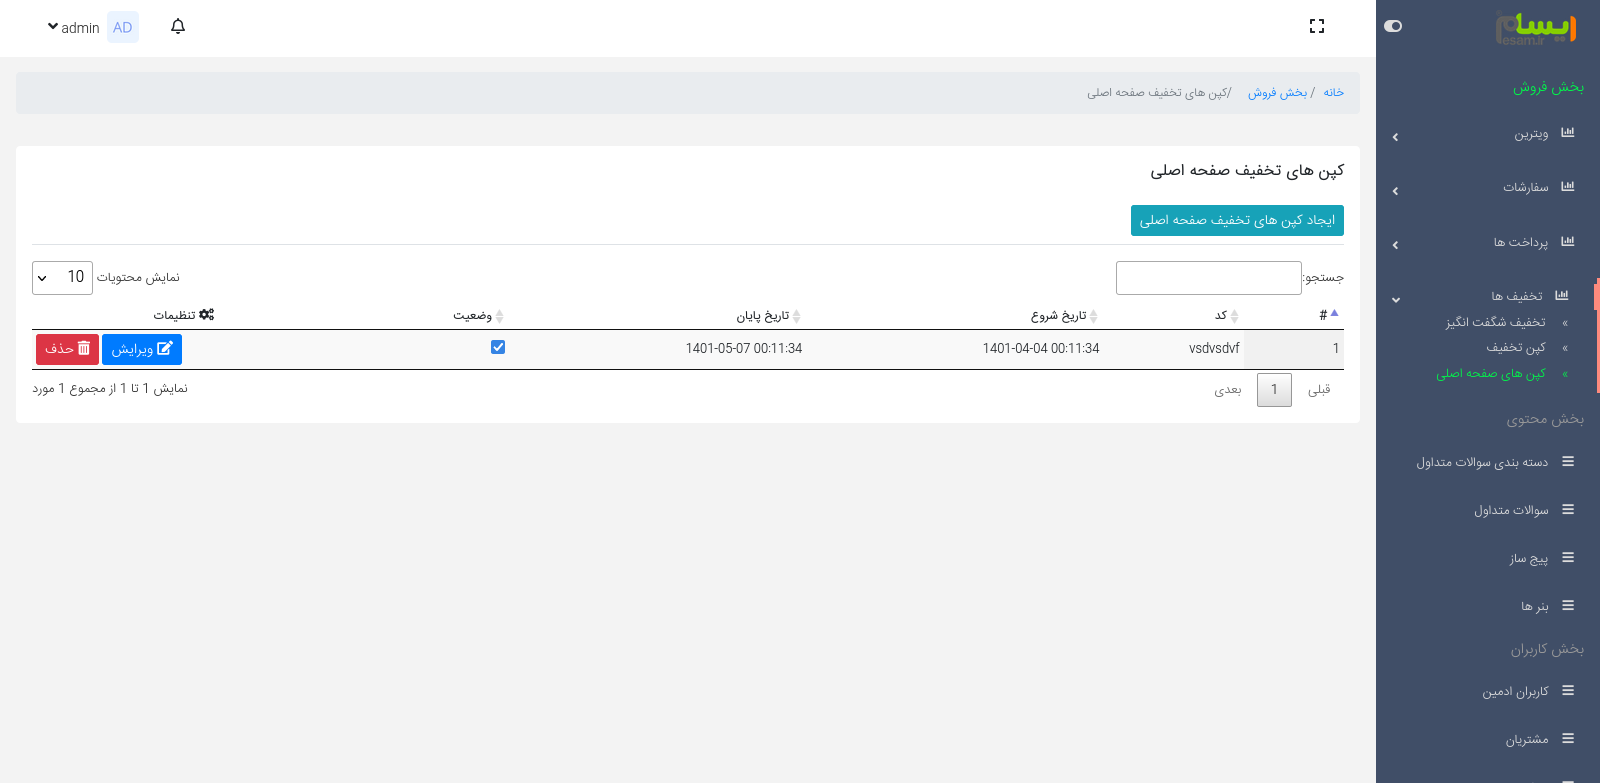 ایسام
esam.ir
admin
AD
بخش فروش
ویترین
سفارشات
پرداخت ها
تخفیف ها
» تخفیف شگفت انگیز
» کپن تخفیف
» کپن های صفحه اصلی
بخش محتوی
دسته بندی سوالات متداول
سوالات متداول
پیج ساز
بنر ها
بخش کاربران
کاربران ادمین
مشتریان
خانه / بخش فروش /کپن های تخفیف صفحه اصلی
کپن های تخفیف صفحه اصلی
ایجاد کپن های تخفیف صفحه اصلی
جستجو:
نمایش محتویات 10
# کد تاریخ شروع تاریخ پایان وضعیت تنظیمات
1 vsdvsdvf 1401-04-04 00:11:34 1401-05-07 00:11:34 ویرایش حذف
قبلی 1 بعدی
نمایش 1 تا 1 از مجموع 1 مورد